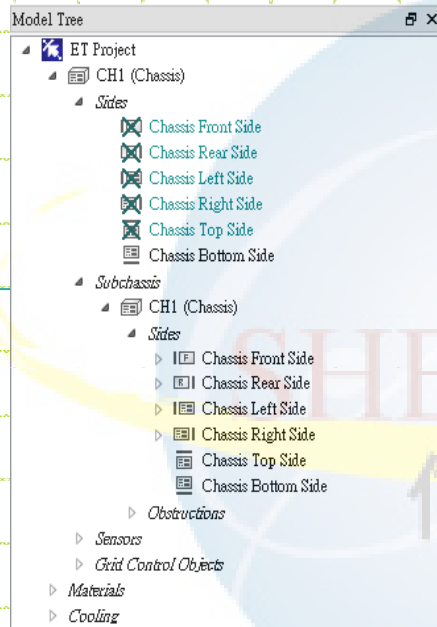 Model Tree
ET Project
CH1 (Chassis)
Sides
Chassis Front Side
Chassis Rear Side
Chassis Left Side
Chassis Right Side
Chassis Top Side
Chassis Bottom Side
Subchassis
CH1 (Chassis)
Sides
F Chassis Front Side
R Chassis Rear Side
Chassis Left Side
Chassis Right Side
Chassis Top Side
Chassis Bottom Side
Obstructions
Sensors
Grid Control Objects
Materials
Cooling
SHE